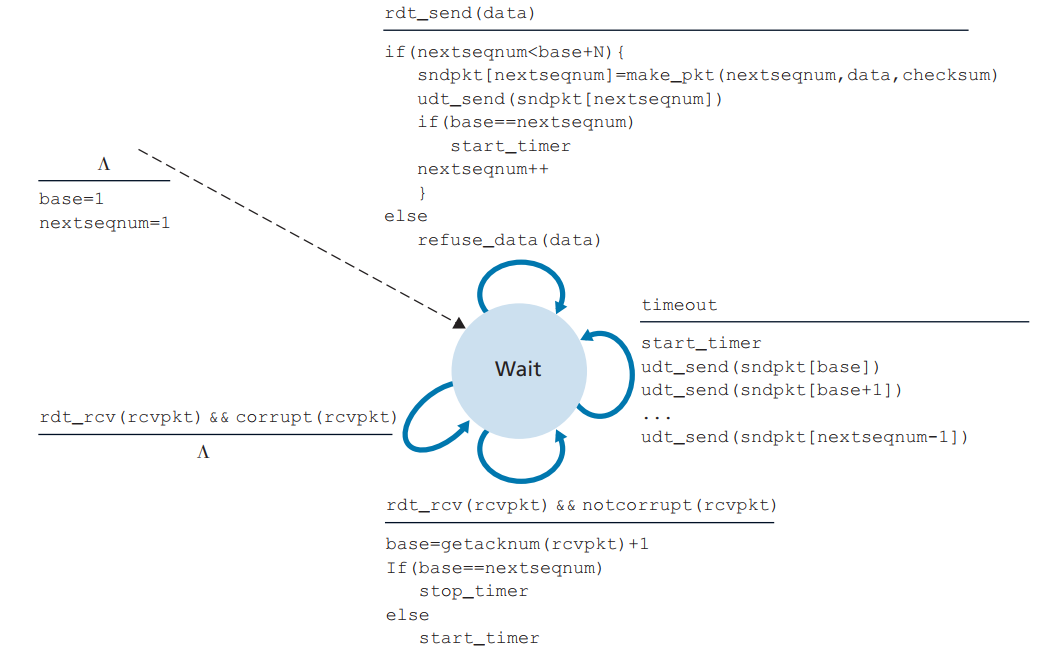 rdt_send(data)
if(nextseqnum<base+N){
sndpkt[nextseqnum]=make_pkt(nextseqnum,data,checksum)
udt_send(sndpkt[nextseqnum])
if(base==nextseqnum)
start_timer
nextseqnum++
}
else
refuse_data(data)
Λ
base=1
nextseqnum=1
timeout
start_timer
udt_send(sndpkt[base])
udt_send(sndpkt[base+1])
...
udt_send(sndpkt[nextseqnum-1])
Wait
rdt_rcv(rcvpkt) && corrupt(rcvpkt)
Λ
rdt_rcv(rcvpkt) && notcorrupt(rcvpkt)
base=getacknum(rcvpkt)+1
If(base==nextseqnum)
stop_timer
else
start_timer